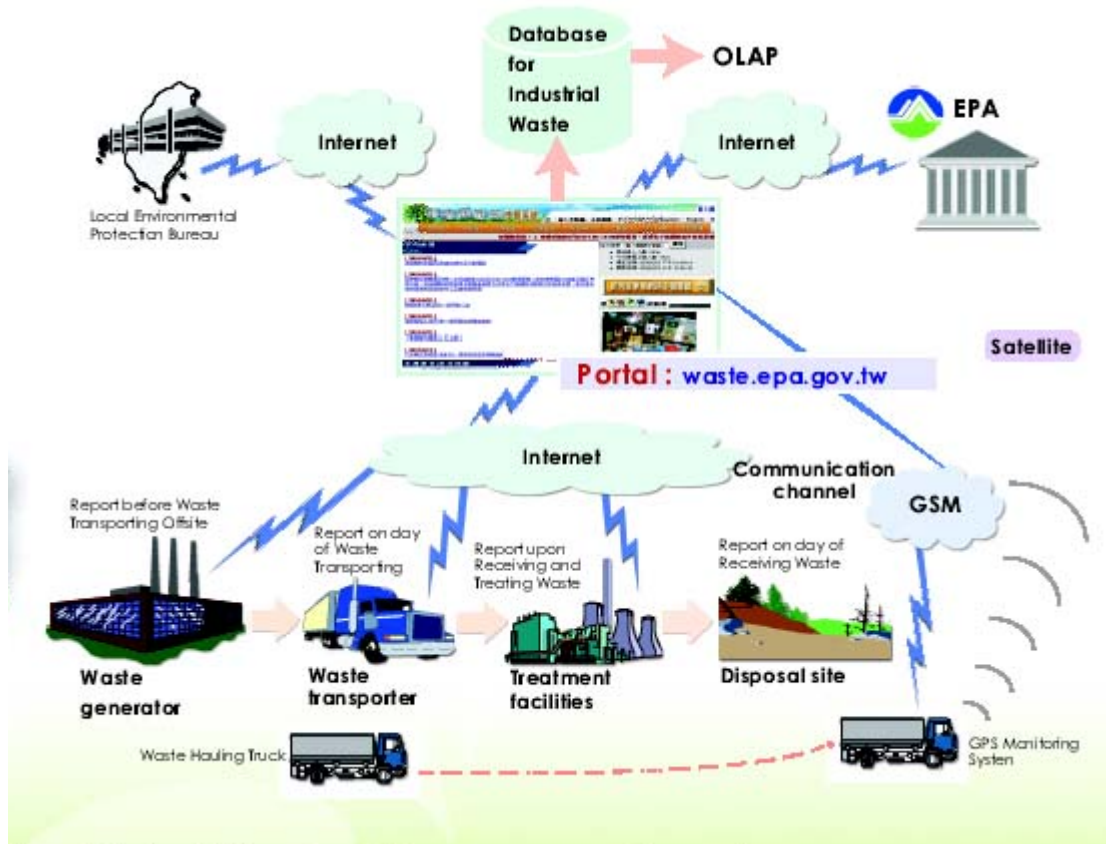 Database
for
Industrial
Waste
OLAP
Internet
Internet
EPA
Local Environmental
Protection Bureau
Satellite
Portal : waste.epa.gov.tw
Internet
Communication
channel
GSM
Report before Waste
Transporting Offsite
Report on day
of Waste
Transporting
Report upon
Receiving and
Treating Waste
Report on day of
Receiving Waste
Waste
generator
Waste
transporter
Treatment
facilities
Disposal site
Waste Hauling Truck
GPS Manitoring
Systen